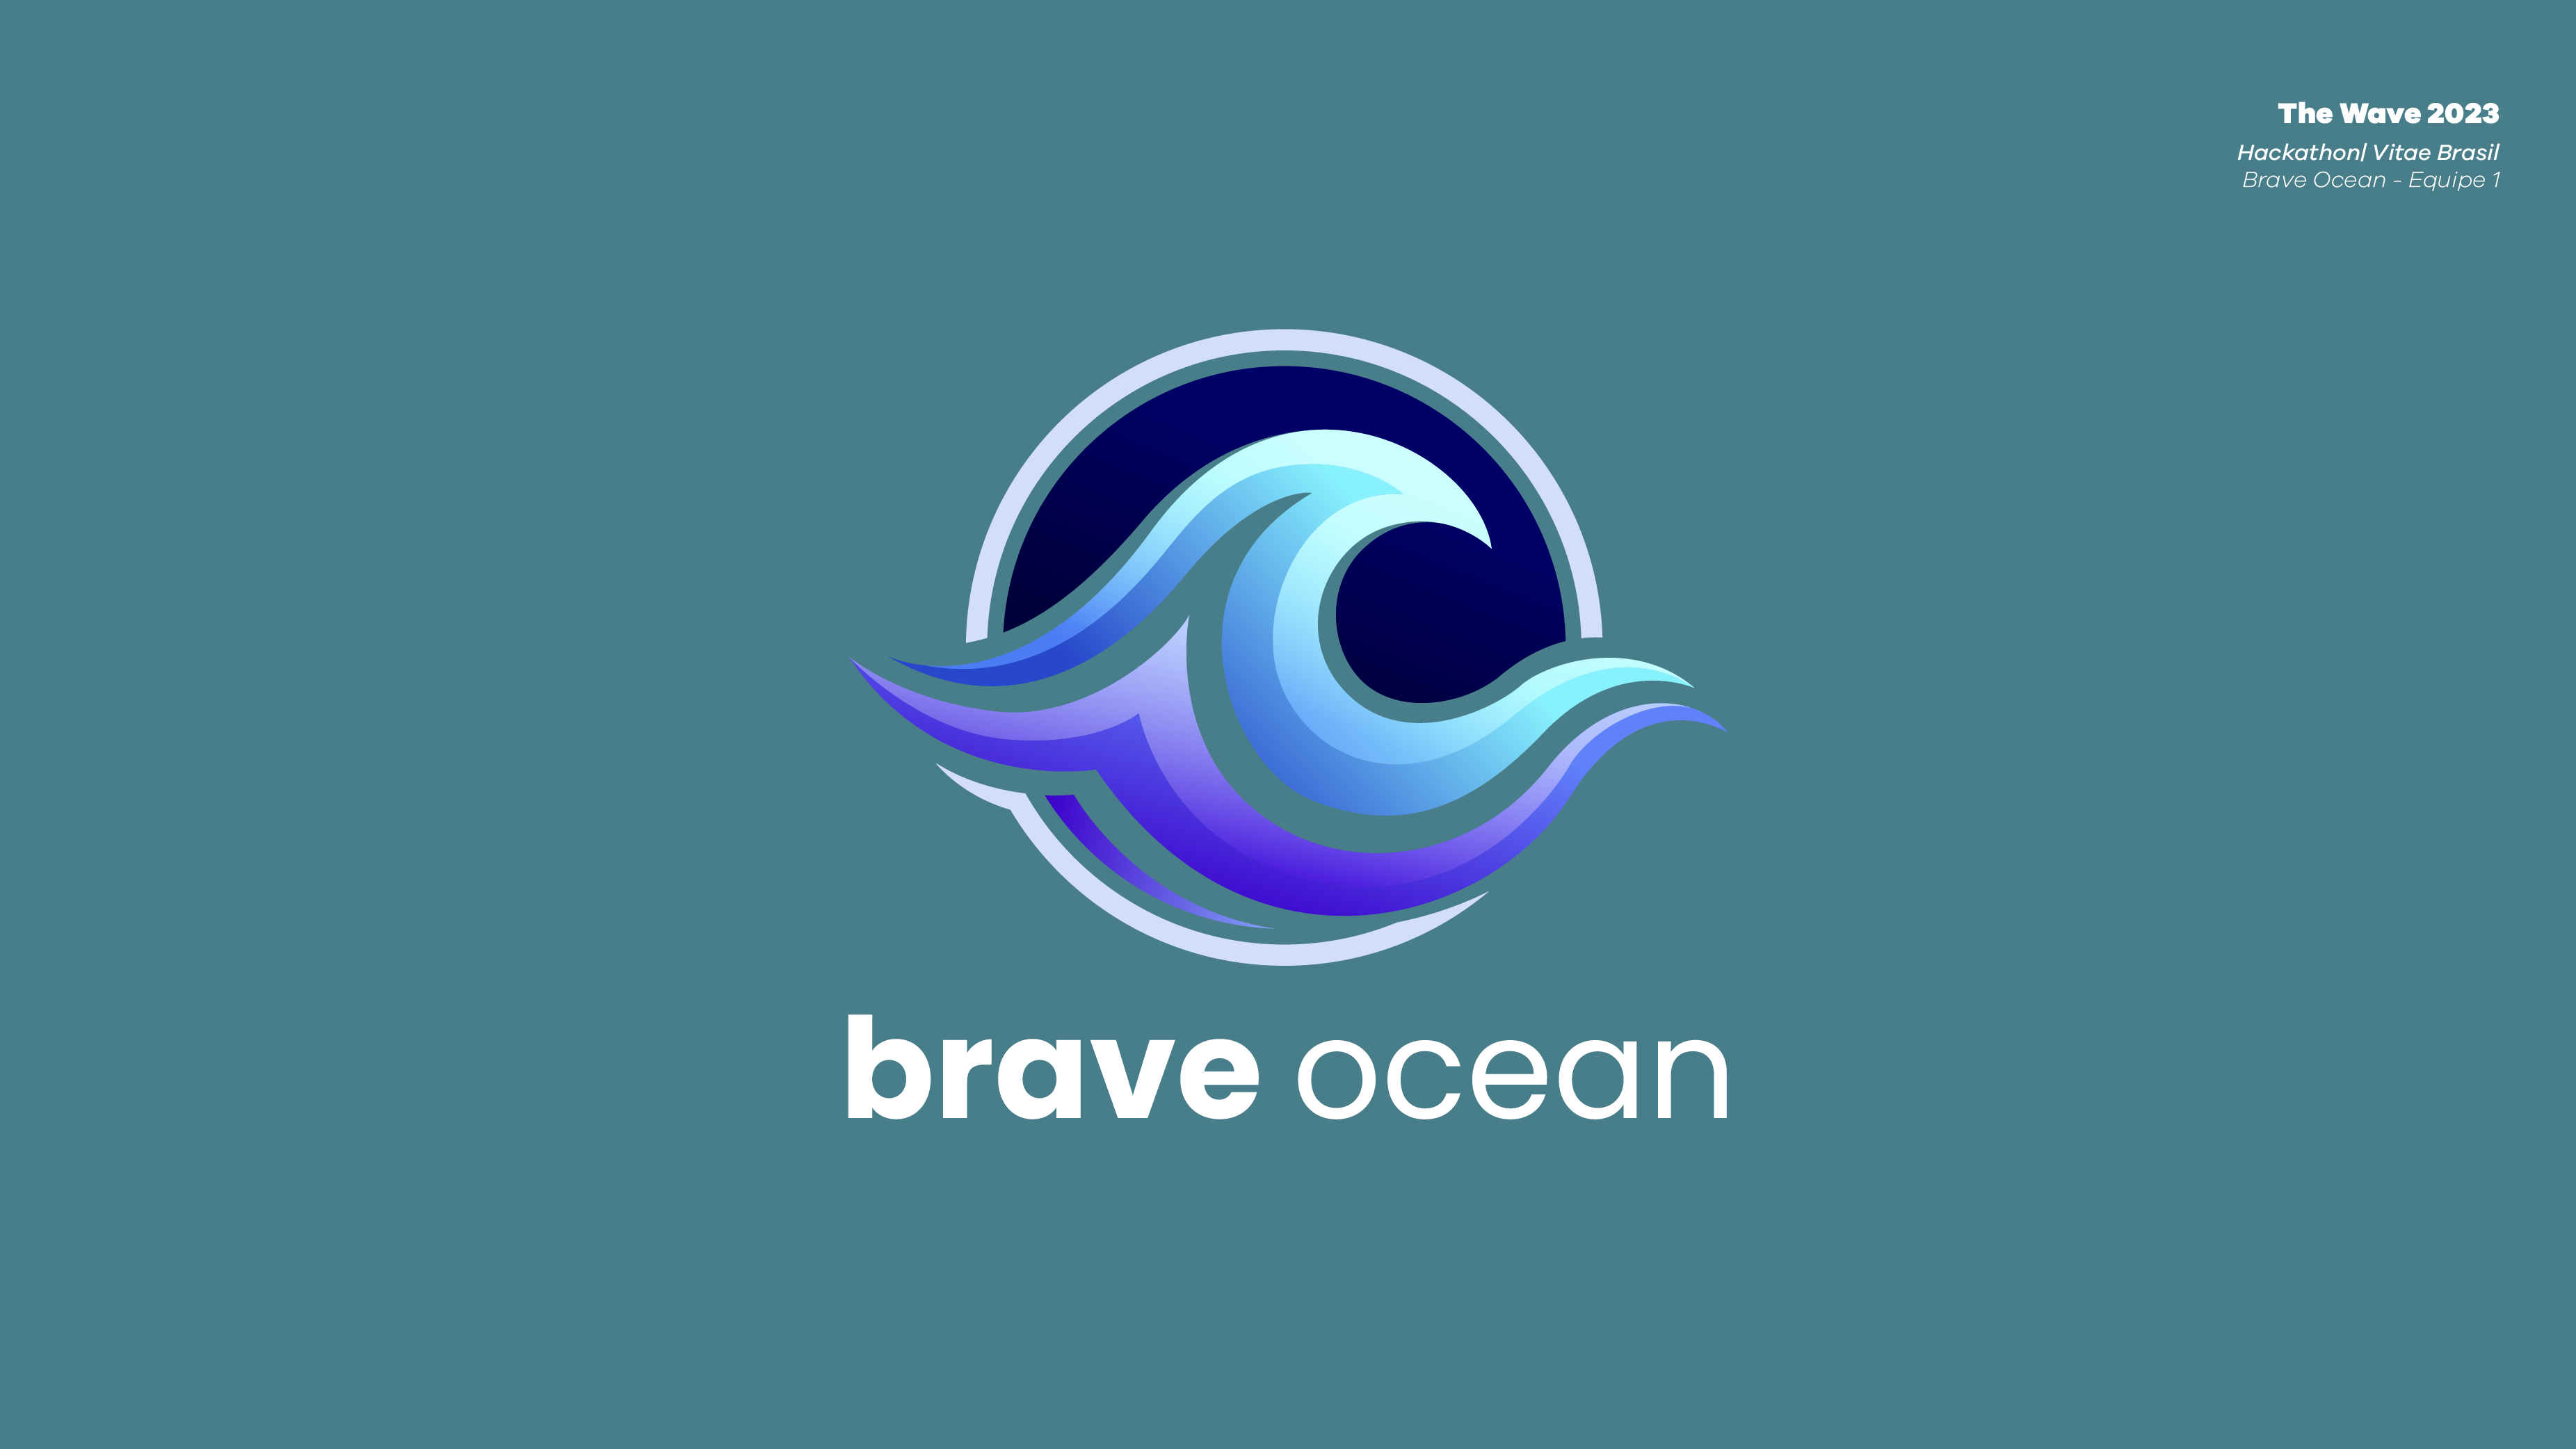 The Wave 2023
Hackathon| Vitae Brasil
Brave Ocean - Equipe 1
brave ocean